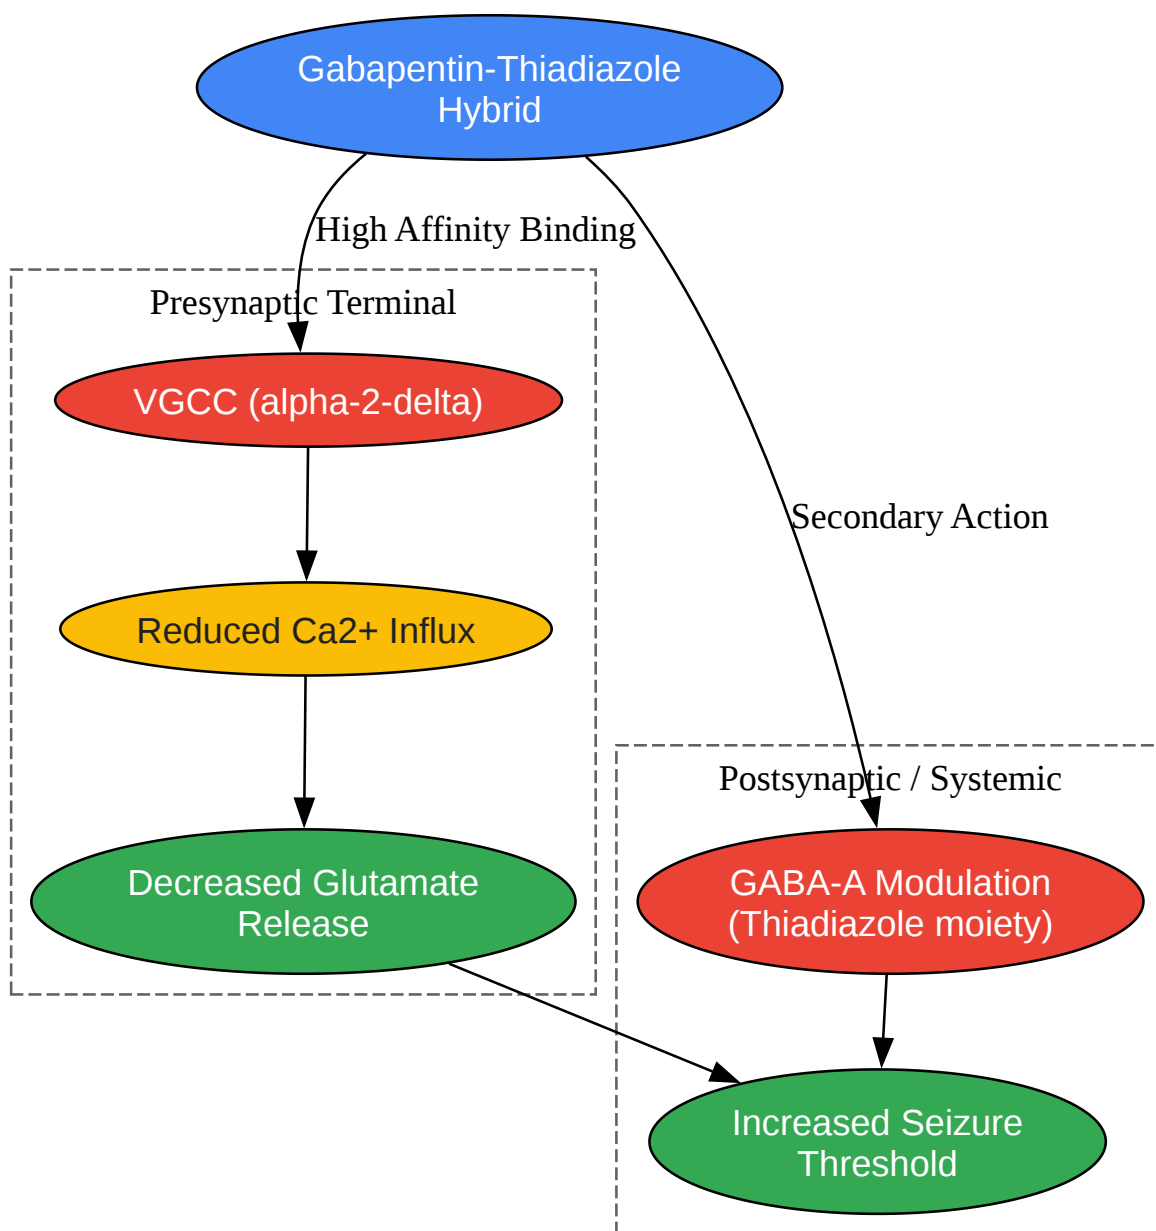 Gabapentin-Thiadiazole
Hybrid
High Affinity Binding
Presynaptic Terminal
VGCC (alpha-2-delta)
Secondary Action
Reduced Ca2+ Influx
Postsynaptic / Systemic
Decreased Glutamate
Release
GABA-A Modulation
(Thiadiazole moiety)
Increased Seizure
Threshold